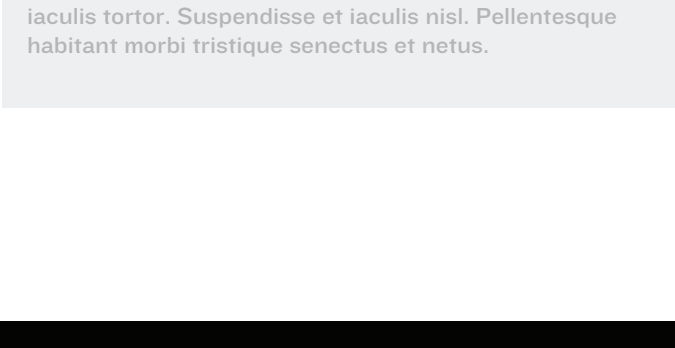 iaculis tortor. Suspendisse et iaculis nisl. Pellentesque
habitant morbi tristique senectus et netus.